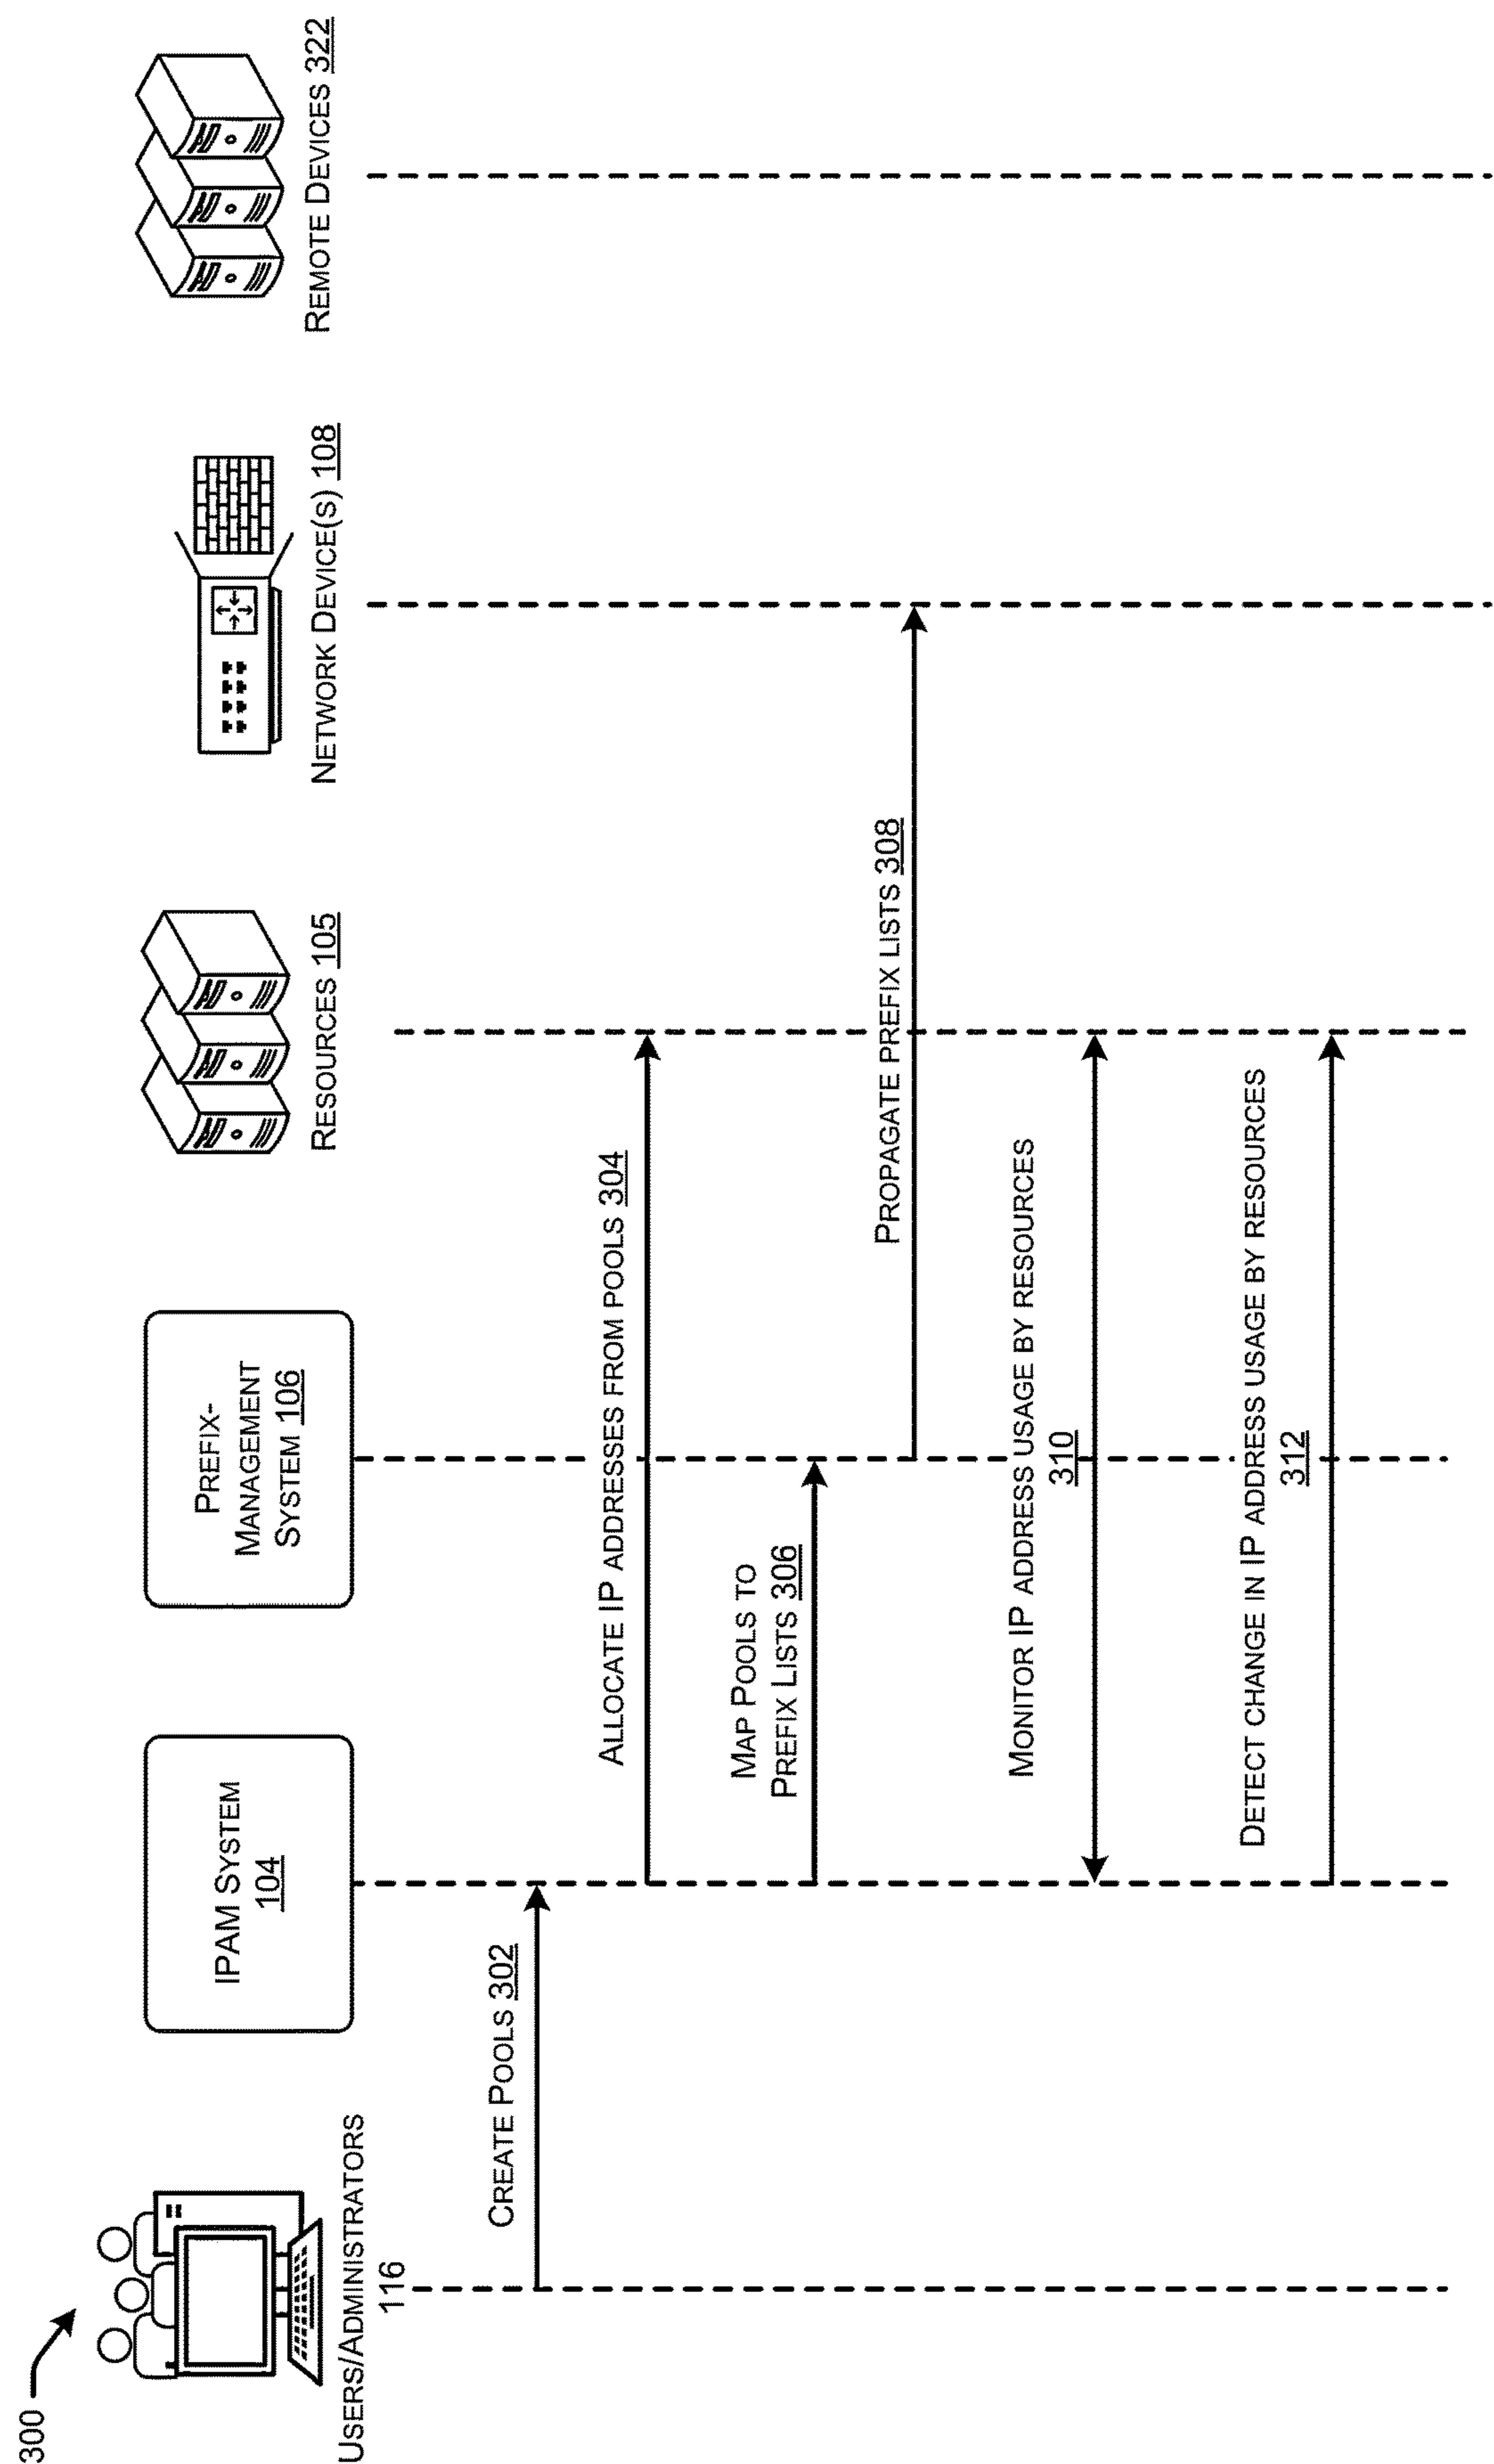 300
USERS/ADMINISTRATORS
116
IPAM SYSTEM
104
PREFIX-
MANAGEMENT
SYSTEM 106
RESOURCES 105
NETWORK DEVICE(S) 108
REMOTE DEVICES 322
CREATE POOLS 302
ALLOCATE IP ADDRESSES FROM POOLS 304
MAP POOLS TO
PREFIX LISTS 306
PROPAGATE PREFIX LISTS 308
MONITOR IP ADDRESS USAGE BY RESOURCES
310
DETECT CHANGE IN IP ADDRESS USAGE BY RESOURCES
312